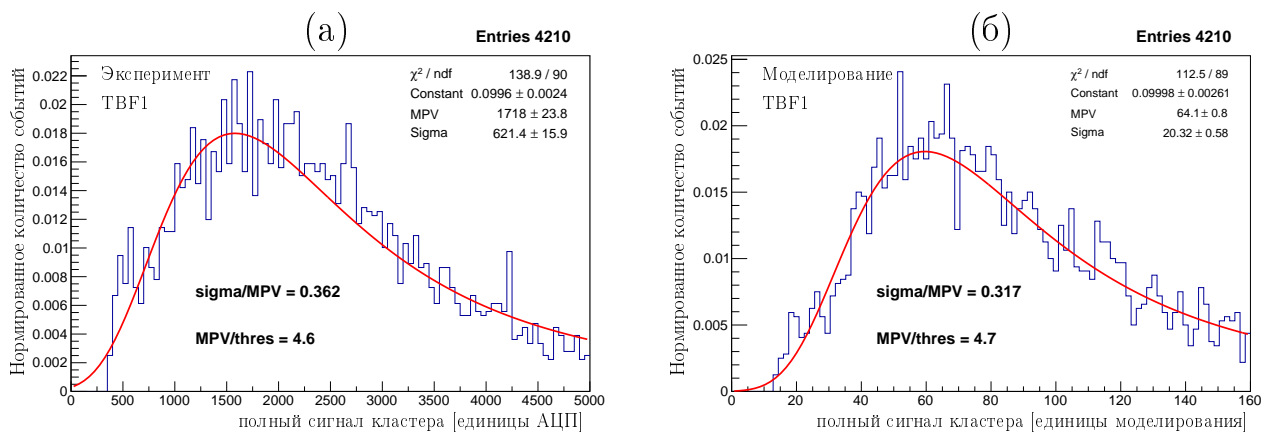 (а)
Entries 4210
Эксперимент
TBF1
χ² / ndf 138.9 / 90
Constant 0.0996 ± 0.0024
MPV 1718 ± 23.8
Sigma 621.4 ± 15.9
Нормированное количество событий
0.022
0.02
0.018
0.016
0.014
0.012
0.01
0.008
0.006
0.004
0.002
0
sigma/MPV = 0.362
MPV/thres = 4.6
0 500 1000 1500 2000 2500 3000 3500 4000 4500 5000
полный сигнал кластера [единицы АЦП]
(б)
Entries 4210
Моделирование
TBF1
χ² / ndf 112.5 / 89
Constant 0.09998 ± 0.00261
MPV 64.1 ± 0.8
Sigma 20.32 ± 0.58
Нормированное количество событий
0.025
0.02
0.015
0.01
0.005
0
sigma/MPV = 0.317
MPV/thres = 4.7
0 20 40 60 80 100 120 140 160
полный сигнал кластера [единицы моделирования]